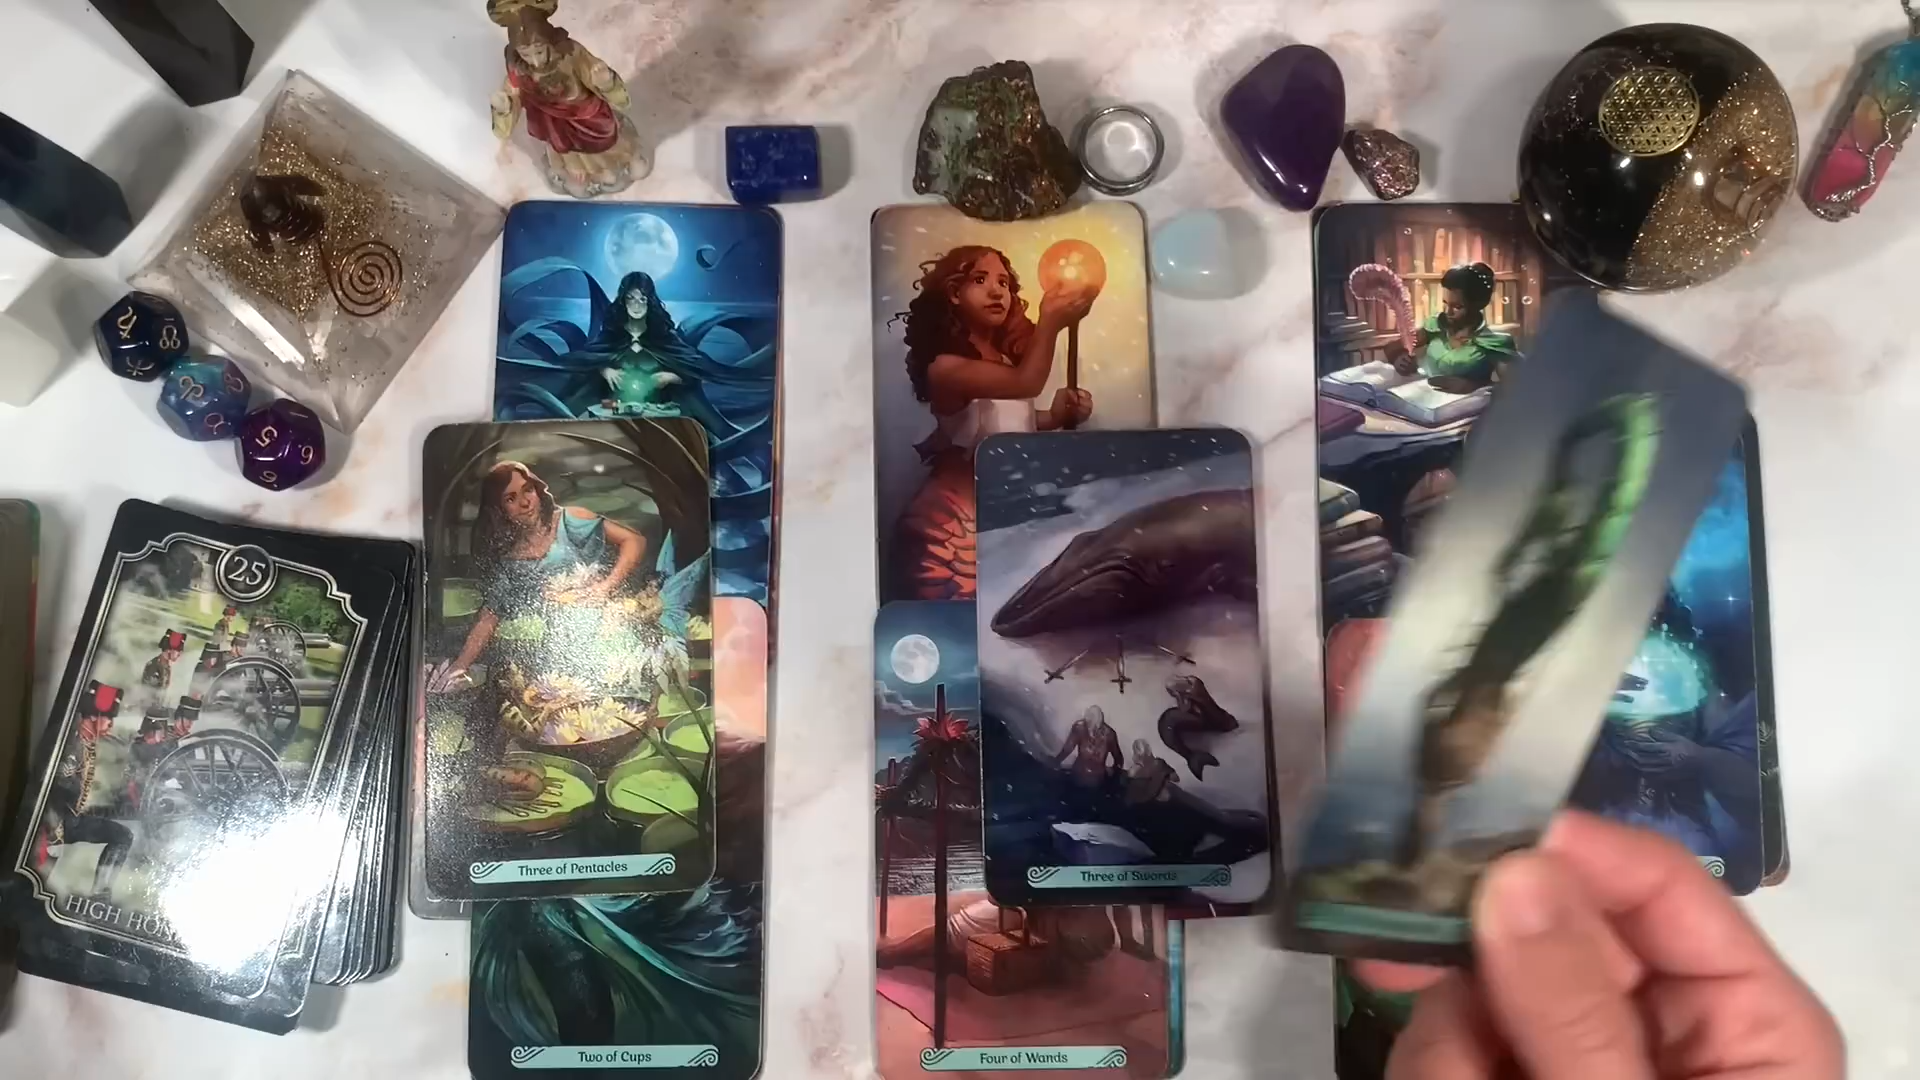 25
HIGH HON
Three of Pentacles
Three of Swords
Two of Cups
Four of Wands